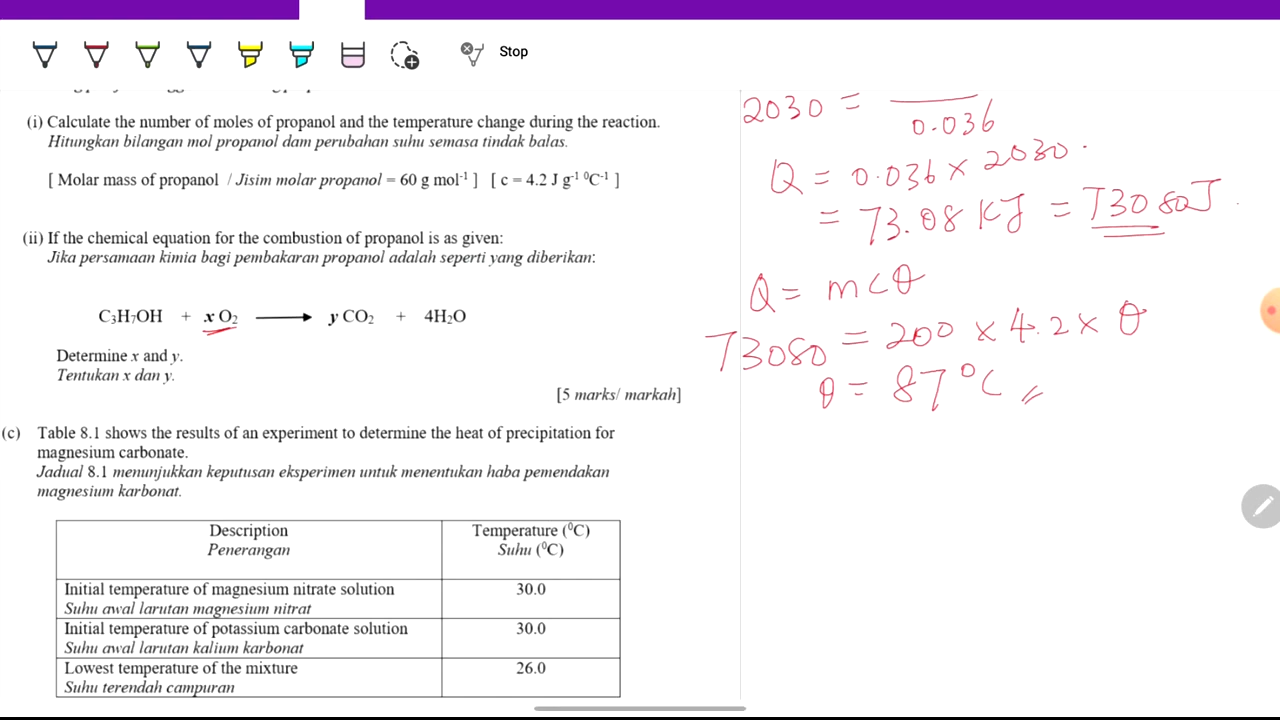 Stop
(i) Calculate the number of moles of propanol and the temperature change during the reaction.
Hitungkan bilangan mol propanol dam perubahan suhu semasa tindak balas.
[ Molar mass of propanol / Jisim molar propanol = 60 g mol⁻¹ ] [ c = 4.2 J g⁻¹ ⁰C⁻¹ ]
(ii) If the chemical equation for the combustion of propanol is as given:
Jika persamaan kimia bagi pembakaran propanol adalah seperti yang diberikan:
C₃H₇OH + x O₂ ⟶ y CO₂ + 4H₂O
Determine x and y.
Tentukan x dan y.
[5 marks/ markah]
(c) Table 8.1 shows the results of an experiment to determine the heat of precipitation for
magnesium carbonate.
Jadual 8.1 menunjukkan keputusan eksperimen untuk menentukan haba pemendakan
magnesium karbonat.
Description Temperature (⁰C)
Penerangan Suhu (⁰C)
Initial temperature of magnesium nitrate solution 30.0
Suhu awal larutan magnesium nitrat
Initial temperature of potassium carbonate solution 30.0
Suhu awal larutan kalium karbonat
Lowest temperature of the mixture 26.0
Suhu terendah campuran
2030 = 
0.036
Q = 0.036 x 2030.
= 73.08 KJ = 73080J.
Q = mcθ
73080 = 200 x 4.2 x θ
θ = 87°C